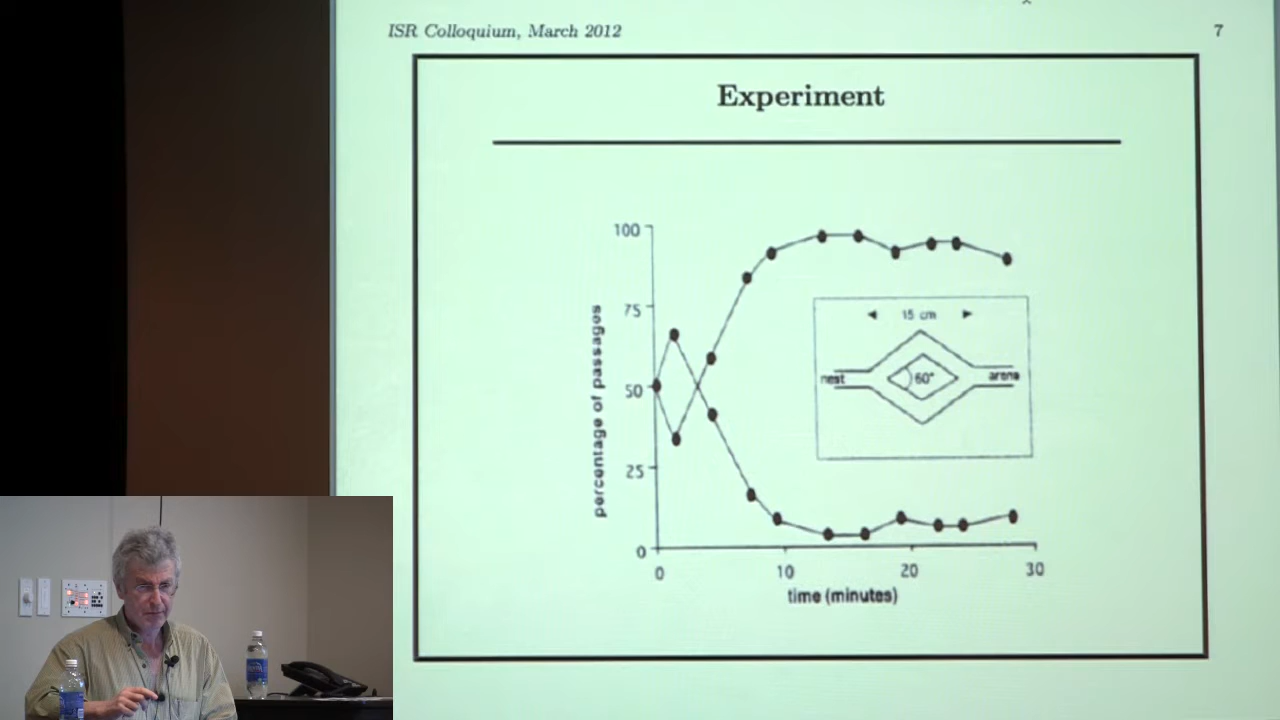 ISR Colloquium, March 2012
7
Experiment
100
75
50
25
0
percentage of passages
0
10
20
30
time (minutes)
15 cm
nest
60°
arena